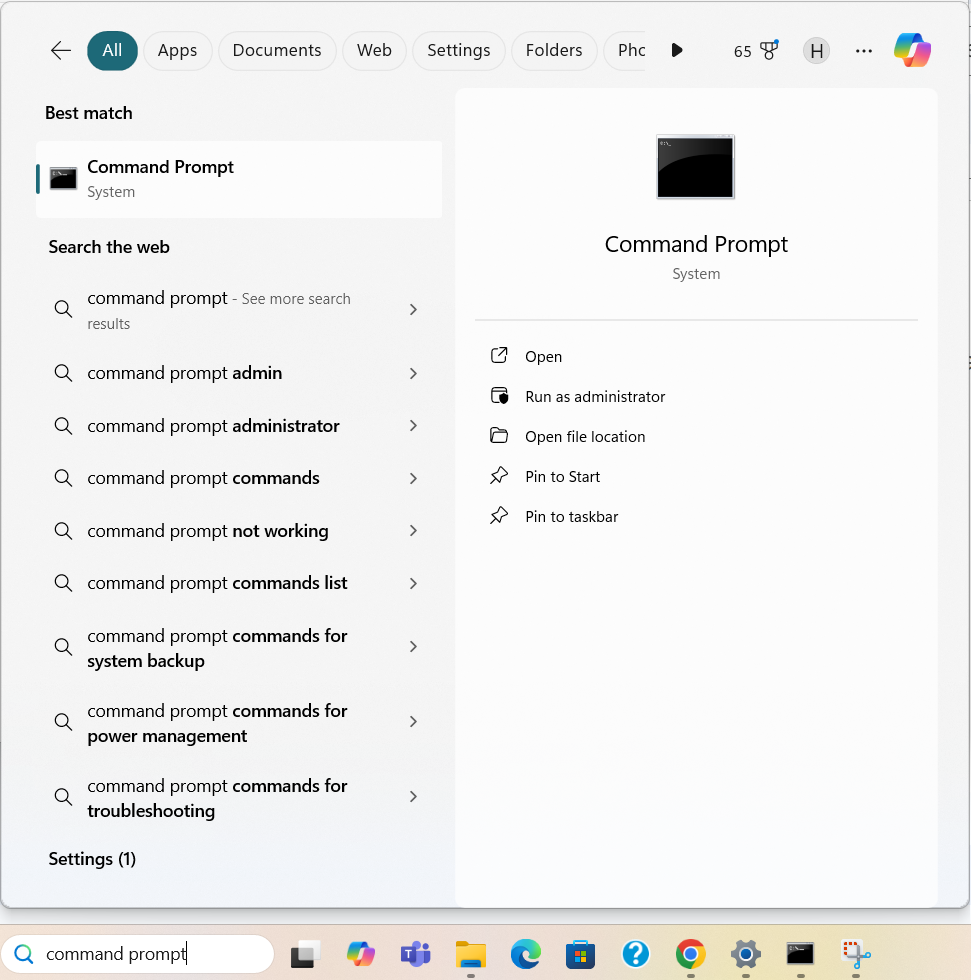 All Apps Documents Web Settings Folders Phc 65 H
Best match
Command Prompt
System
Search the web
command prompt - See more search
results
command prompt admin
command prompt administrator
command prompt commands
command prompt not working
command prompt commands list
command prompt commands for
system backup
command prompt commands for
power management
command prompt commands for
troubleshooting
Settings (1)
Command Prompt
System
Open
Run as administrator
Open file location
Pin to Start
Pin to taskbar
command prompt